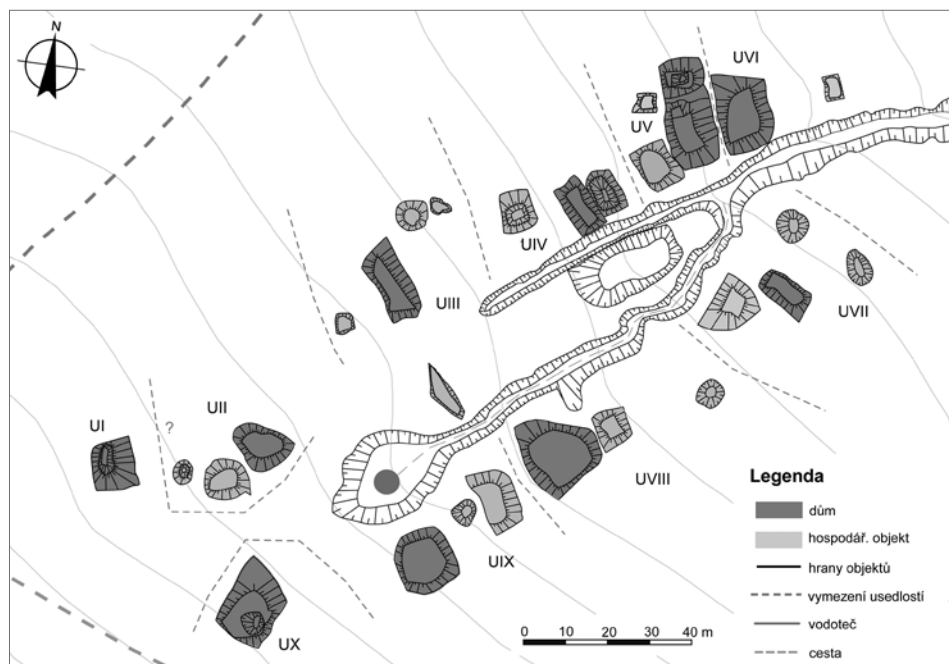 N
UVI
UV
UIV
UIII
UVII
UII
?
UI
UVIII
UIX
UX
Legenda
dům
hospodář. objekt
hrany objektů
vymezení usedlostí
vodoteč
cesta
0 10 20 30 40 m